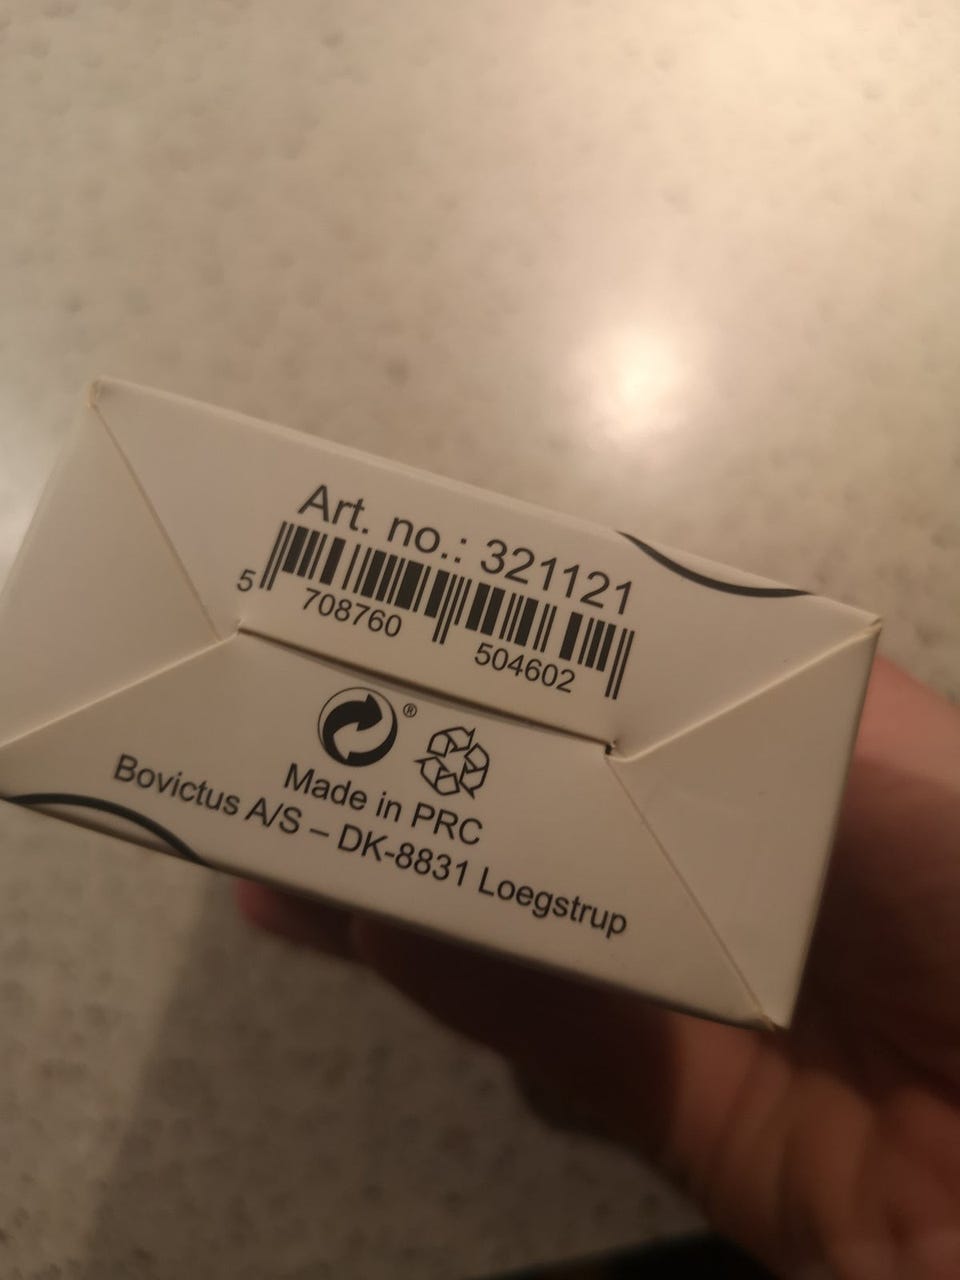 Art. no.: 321121
5 708760 504602
®
Made in PRC
Bovictus A/S – DK-8831 Loegstrup